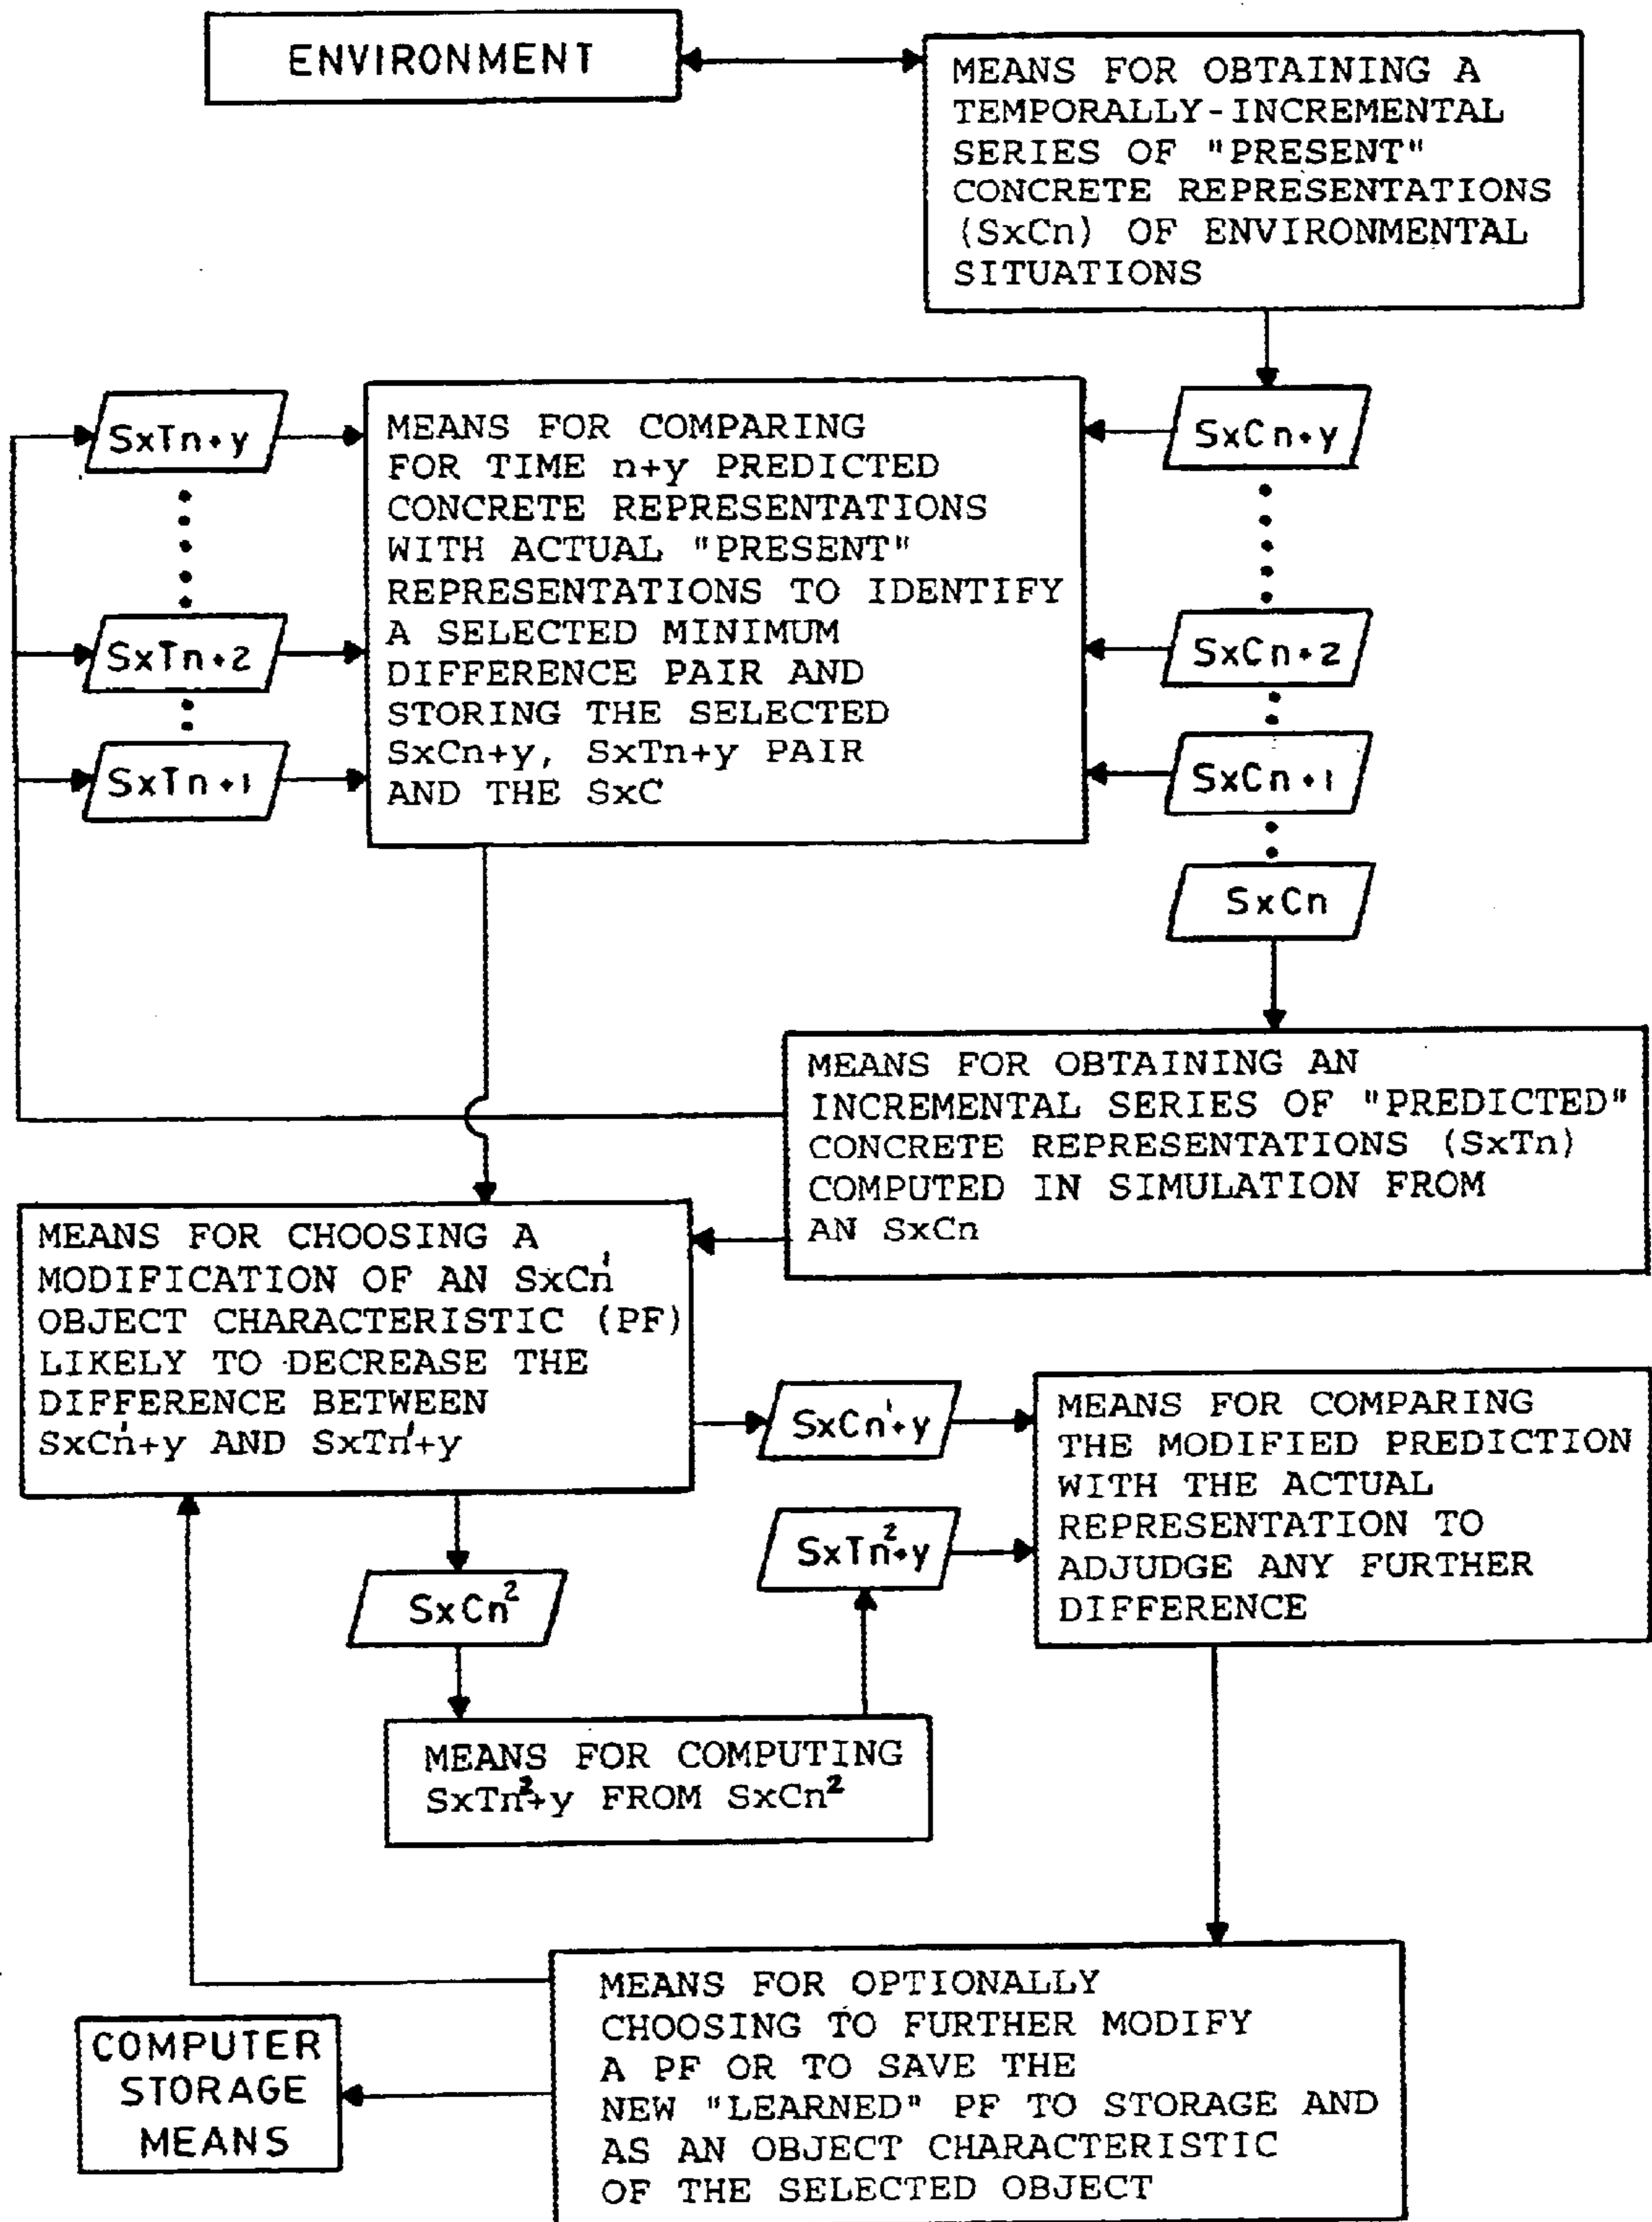 ENVIRONMENT
MEANS FOR OBTAINING A
TEMPORALLY-INCREMENTAL
SERIES OF "PRESENT"
CONCRETE REPRESENTATIONS
(SxCn) OF ENVIRONMENTAL
SITUATIONS
SxTn+y
SxTn+2
SxTn+1
MEANS FOR COMPARING
FOR TIME n+y PREDICTED
CONCRETE REPRESENTATIONS
WITH ACTUAL "PRESENT"
REPRESENTATIONS TO IDENTIFY
A SELECTED MINIMUM
DIFFERENCE PAIR AND
STORING THE SELECTED
SxCn+y, SxTn+y PAIR
AND THE SxC
SxCn+y
SxCn+2
SxCn+1
SxCn
MEANS FOR OBTAINING AN
INCREMENTAL SERIES OF "PREDICTED"
CONCRETE REPRESENTATIONS (SxTn)
COMPUTED IN SIMULATION FROM
AN SxCn
MEANS FOR CHOOSING A
MODIFICATION OF AN SxCn¹
OBJECT CHARACTERISTIC (PF)
LIKELY TO DECREASE THE
DIFFERENCE BETWEEN
SxCn¹+y AND SxTn¹+y
SxCn¹+y
SxTn²+y
MEANS FOR COMPARING
THE MODIFIED PREDICTION
WITH THE ACTUAL
REPRESENTATION TO
ADJUDGE ANY FURTHER
DIFFERENCE
SxCn²
MEANS FOR COMPUTING
SxTn²+y FROM SxCn²
MEANS FOR OPTIONALLY
CHOOSING TO FURTHER MODIFY
A PF OR TO SAVE THE
NEW "LEARNED" PF TO STORAGE AND
AS AN OBJECT CHARACTERISTIC
OF THE SELECTED OBJECT
COMPUTER
STORAGE
MEANS